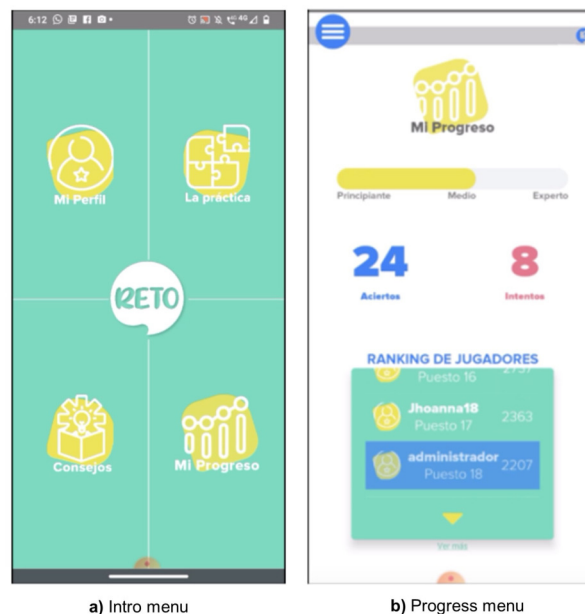 6:12
4G
Mi Perfil
La práctica
RETO
Consejos
Mi Progreso
a) Intro menu
Mi Progreso
Principiante Medio Experto
24 8
Aciertos Intentos
RANKING DE JUGADORES
Puesto 16
Jhoanna18
Puesto 17 2363
administrador
Puesto 18 2207
Ver más
b) Progress menu